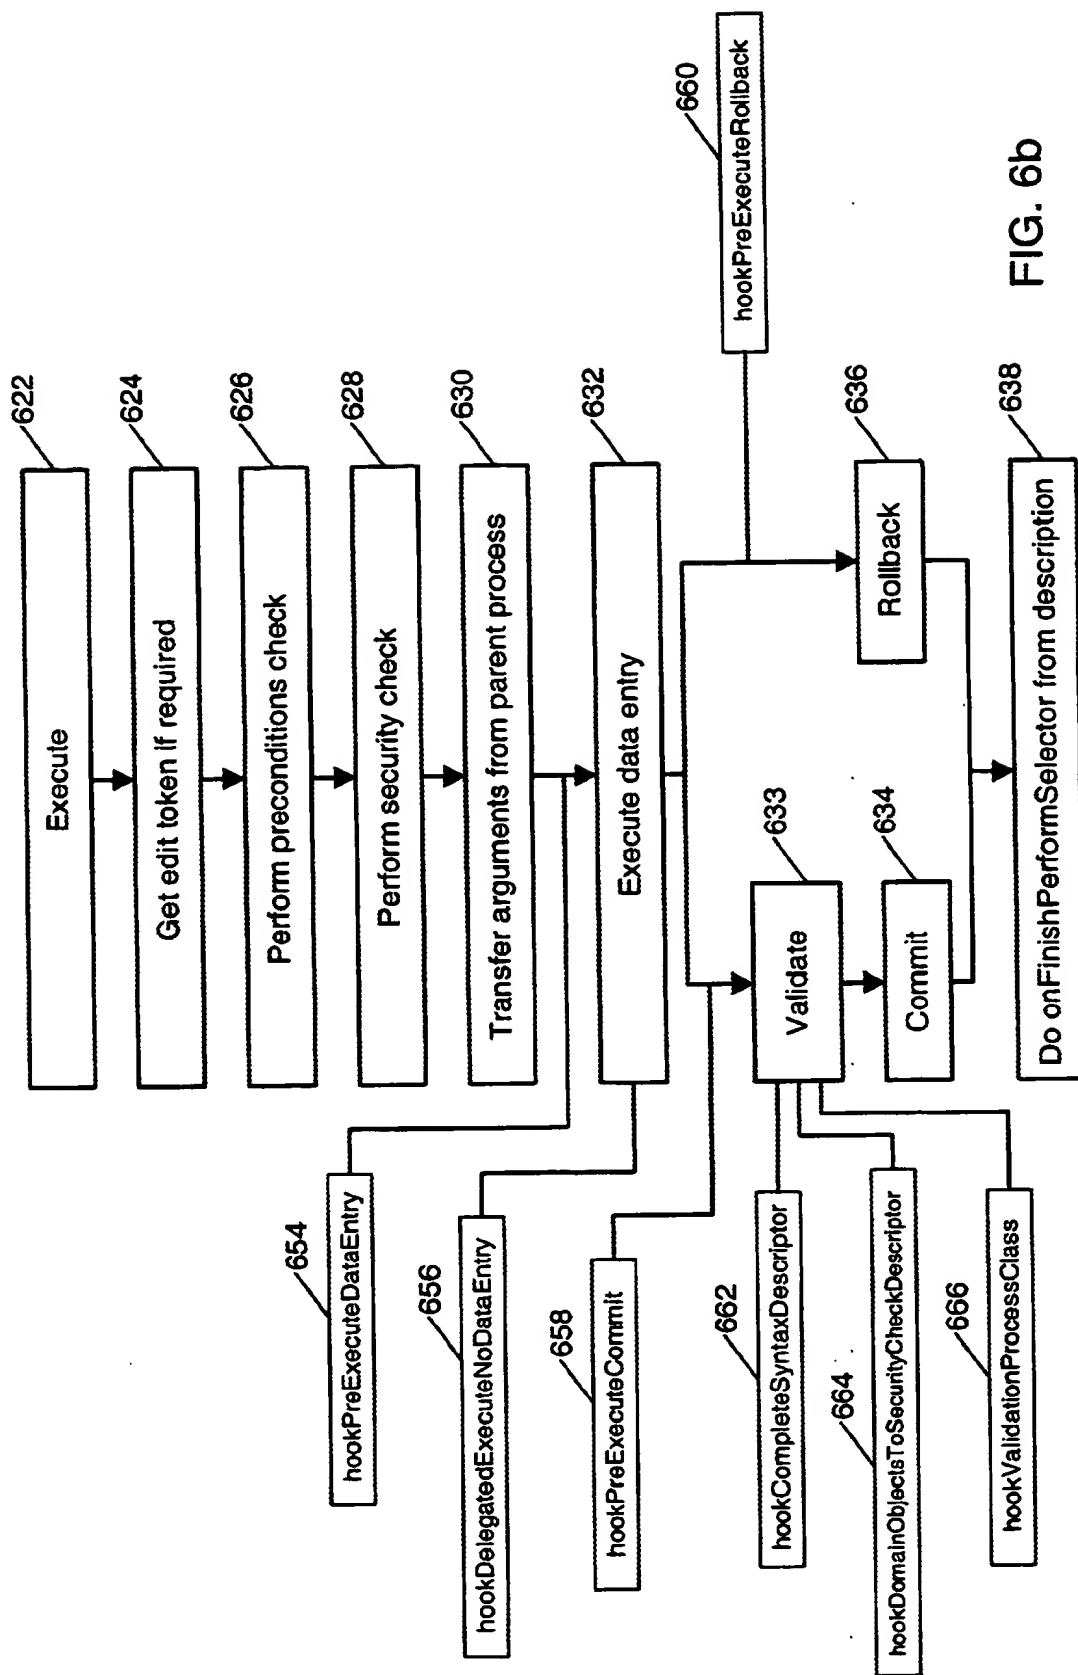 622
Execute
624
Get edit token if required
626
Perform preconditions check
628
Perform security check
630
Transfer arguments from parent process
654
hookPreExecuteDataEntry
632
Execute data entry
656
hookDelegatedExecuteNoDataEntry
658
hookPreExecuteCommit
660
hookPreExecuteRollback
633
Validate
662
hookCompleteSyntaxDescriptor
664
hookDomainObjectsToSecurityCheckDescriptor
666
hookValidationProcessClass
634
Commit
636
Rollback
638
Do onFinishPerformSelector from description
FIG. 6b